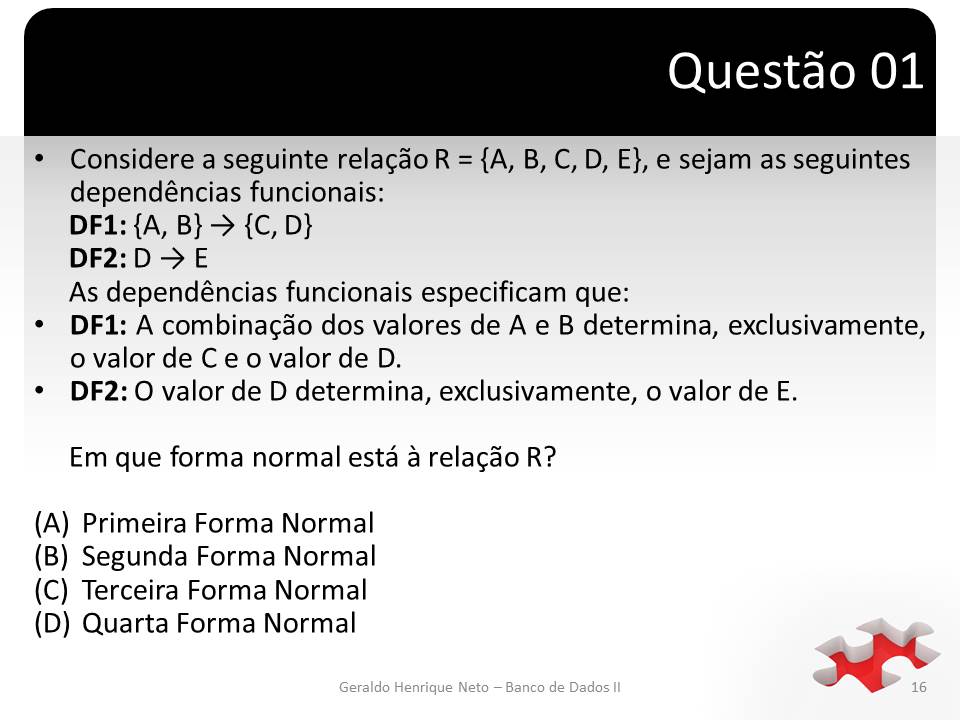 Questão 01
• Considere a seguinte relação R = {A, B, C, D, E}, e sejam as seguintes
dependências funcionais:
DF1: {A, B} → {C, D}
DF2: D → E
As dependências funcionais especificam que:
• DF1: A combinação dos valores de A e B determina, exclusivamente,
o valor de C e o valor de D.
• DF2: O valor de D determina, exclusivamente, o valor de E.
Em que forma normal está à relação R?
(A) Primeira Forma Normal
(B) Segunda Forma Normal
(C) Terceira Forma Normal
(D) Quarta Forma Normal
Geraldo Henrique Neto – Banco de Dados II
16